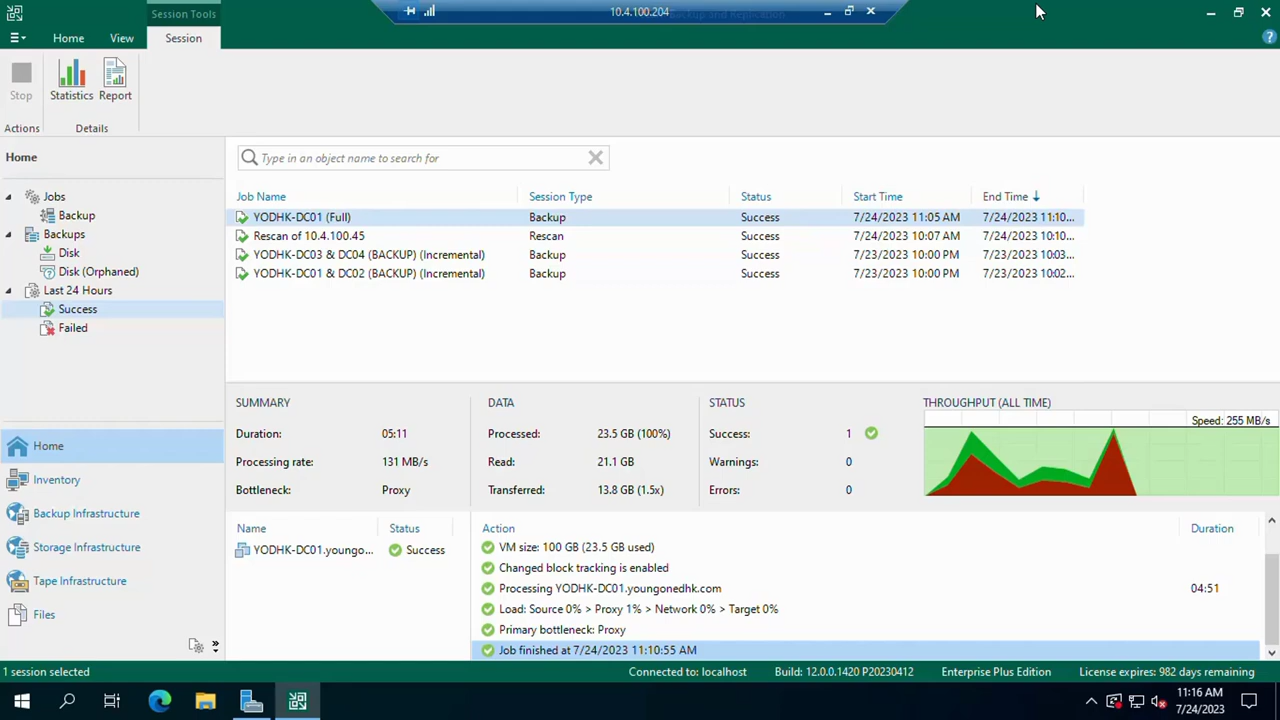 Session Tools
10.4.100.204
Backup and Replication
Home
View
Session
Stop
Statistics
Report
Actions
Details
Home
Type in an object name to search for
Jobs
Backup
Backups
Disk
Disk (Orphaned)
Last 24 Hours
Success
Failed
Job Name Session Type Status Start Time End Time
YODHK-DC01 (Full) Backup Success 7/24/2023 11:05 AM 7/24/2023 11:10...
Rescan of 10.4.100.45 Rescan Success 7/24/2023 10:07 AM 7/24/2023 10:10...
YODHK-DC03 & DC04 (BACKUP) (Incremental) Backup Success 7/23/2023 10:00 PM 7/23/2023 10:03...
YODHK-DC01 & DC02 (BACKUP) (Incremental) Backup Success 7/23/2023 10:00 PM 7/23/2023 10:02...
SUMMARY
Duration: 05:11
Processing rate: 131 MB/s
Bottleneck: Proxy
DATA
Processed: 23.5 GB (100%)
Read: 21.1 GB
Transferred: 13.8 GB (1.5x)
STATUS
Success: 1
Warnings: 0
Errors: 0
THROUGHPUT (ALL TIME)
Speed: 255 MB/s
Home
Inventory
Backup Infrastructure
Storage Infrastructure
Tape Infrastructure
Files
Name Status
YODHK-DC01.youngo... Success
Action Duration
VM size: 100 GB (23.5 GB used)
Changed block tracking is enabled
Processing YODHK-DC01.youngonedhk.com 04:51
Load: Source 0% > Proxy 1% > Network 0% > Target 0%
Primary bottleneck: Proxy
Job finished at 7/24/2023 11:10:55 AM
1 session selected
Connected to: localhost
Build: 12.0.0.1420 P20230412
Enterprise Plus Edition
License expires: 982 days remaining
11:16 AM
7/24/2023